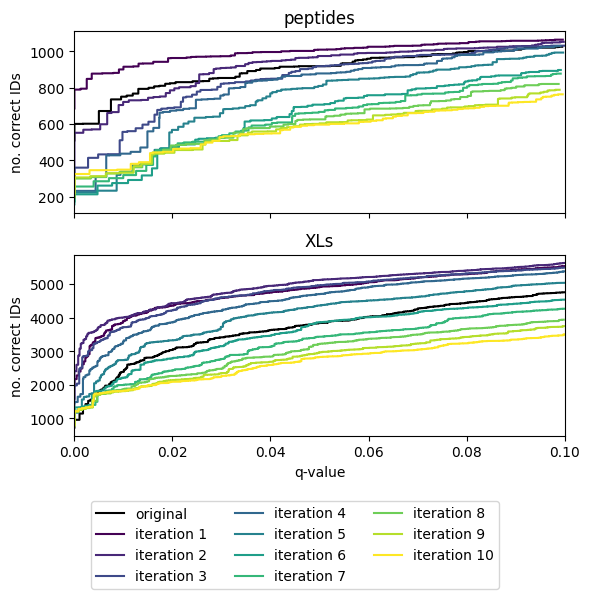 peptides
no. correct IDs
1000
800
600
400
200
XLs
no. correct IDs
5000
4000
3000
2000
1000
0.00 0.02 0.04 0.06 0.08 0.10
q-value
original iteration 4 iteration 8
iteration 1 iteration 5 iteration 9
iteration 2 iteration 6 iteration 10
iteration 3 iteration 7